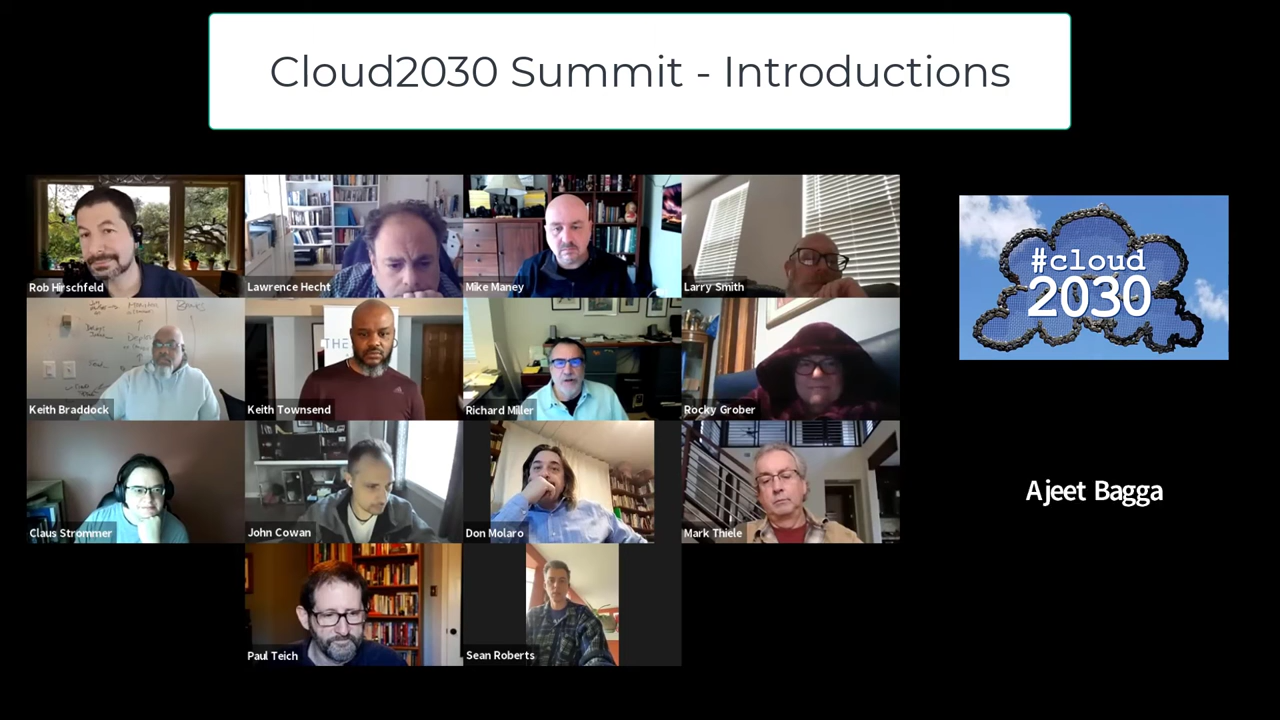 Cloud2030 Summit - Introductions
Rob Hirschfeld
Lawrence Hecht
Mike Maney
Larry Smith
#cloud
2030
Keith Braddock
THE
Keith Townsend
Richard Miller
Rocky Grober
Claus Strommer
John Cowan
Don Molaro
Mark Thiele
Ajeet Bagga
Paul Teich
Sean Roberts